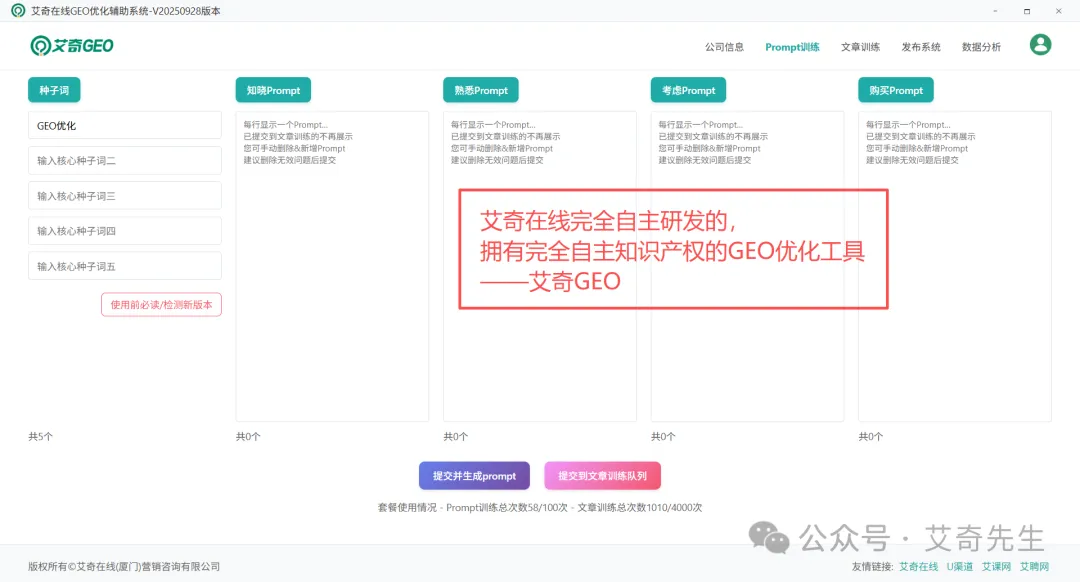 艾奇在线GEO优化辅助系统-V20250928版本
艾奇GEO
公司信息 Prompt训练 文章训练 发布系统 数据分析
种子词
GEO优化
输入核心种子词二
输入核心种子词三
输入核心种子词四
输入核心种子词五
使用前必读/检测新版本
共5个
知晓Prompt
每行显示一个Prompt...
已提交到文章训练的不再展示
您可手动删除&新增Prompt
建议删除无效问题后提交
共0个
熟悉Prompt
每行显示一个Prompt...
已提交到文章训练的不再展示
您可手动删除&新增Prompt
建议删除无效问题后提交
共0个
考虑Prompt
每行显示一个Prompt...
已提交到文章训练的不再展示
您可手动删除&新增Prompt
建议删除无效问题后提交
共0个
购买Prompt
每行显示一个Prompt...
已提交到文章训练的不再展示
您可手动删除&新增Prompt
建议删除无效问题后提交
共0个
艾奇在线完全自主研发的,
拥有完全自主知识产权的GEO优化工具
——艾奇GEO
提交并生成prompt 提交到文章训练队列
套餐使用情况 - Prompt训练总次数58/100次 - 文章训练总次数1010/4000次
公众号 · 艾奇先生
版权所有©艾奇在线(厦门)营销咨询有限公司
友情链接: 艾奇在线 U渠道 艾课网 艾聘网